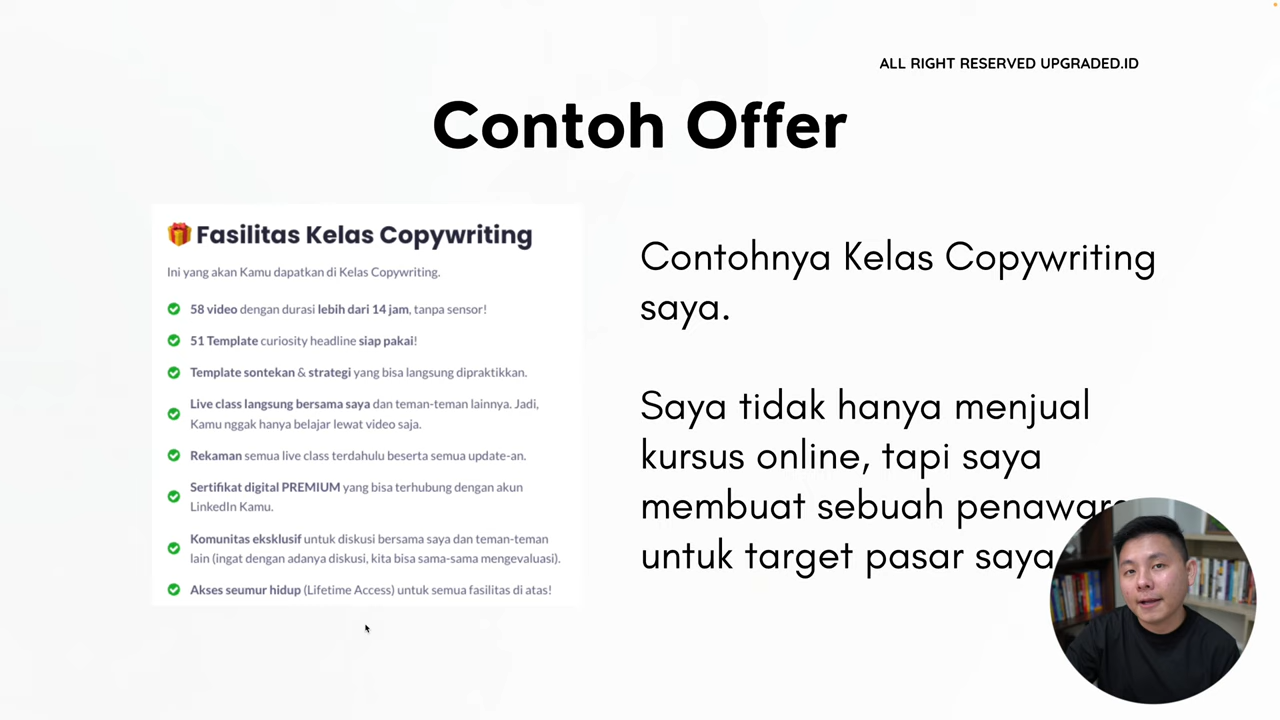 ALL RIGHT RESERVED UPGRADED.ID
Contoh Offer
Fasilitas Kelas Copywriting
Ini yang akan Kamu dapatkan di Kelas Copywriting.
58 video dengan durasi lebih dari 14 jam, tanpa sensor!
51 Template curiosity headline siap pakai!
Template sontekan & strategi yang bisa langsung dipraktikkan.
Live class langsung bersama saya dan teman-teman lainnya. Jadi,
Kamu nggak hanya belajar lewat video saja.
Rekaman semua live class terdahulu beserta semua update-an.
Sertifikat digital PREMIUM yang bisa terhubung dengan akun
LinkedIn Kamu.
Komunitas eksklusif untuk diskusi bersama saya dan teman-teman
lain (ingat dengan adanya diskusi, kita bisa sama-sama mengevaluasi).
Akses seumur hidup (Lifetime Access) untuk semua fasilitas di atas!
Contohnya Kelas Copywriting
saya.
Saya tidak hanya menjual
kursus online, tapi saya
membuat sebuah
untuk target pasar saya